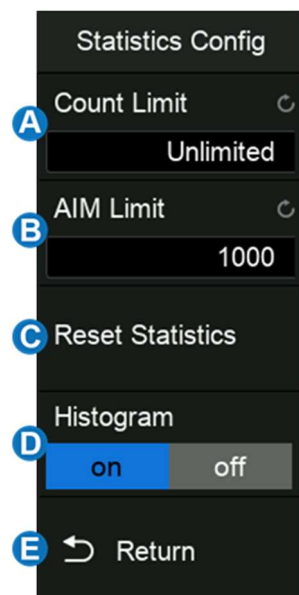 Statistics Config
A Count Limit
Unlimited
B AIM Limit
1000
C Reset Statistics
Histogram
D on off
E Return